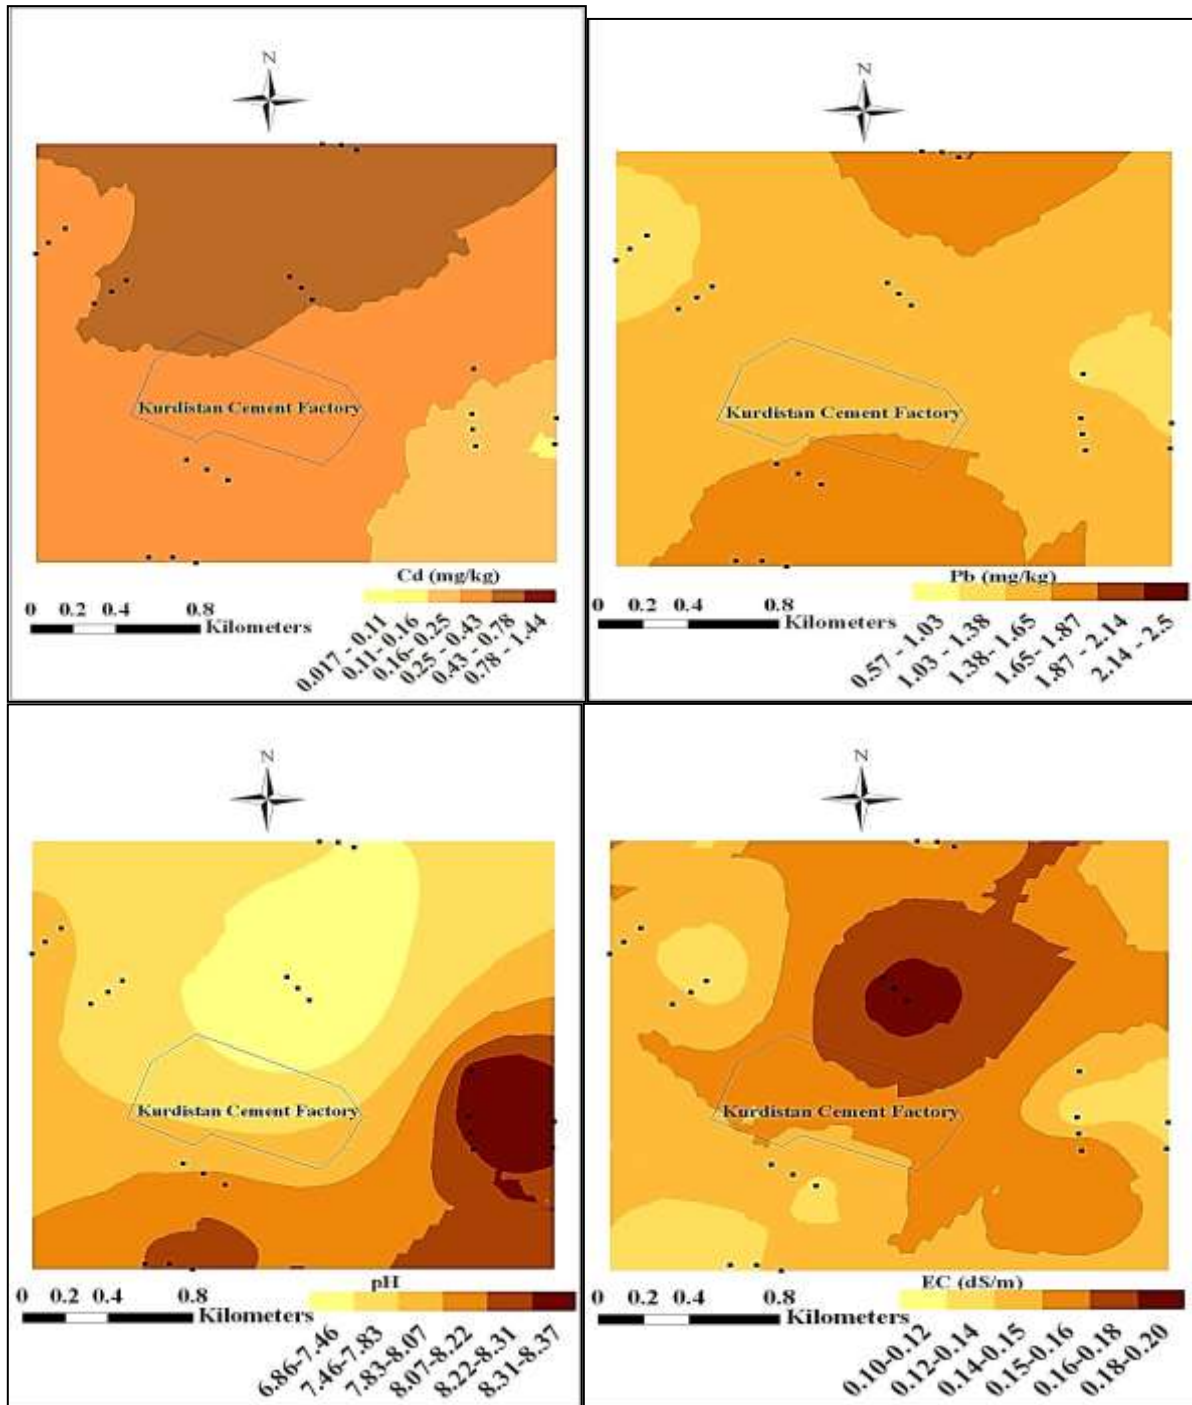 N
Kurdistan Cement Factory
Cd (mg/kg)
0 0.2 0.4 0.8
Kilometers
0.017 - 0.11
0.11 - 0.16
0.16- 0.25
0.25 - 0.43
0.43 - 0.78
0.78 - 1.44
N
Kurdistan Cement Factory
Pb (mg/kg)
0 0.2 0.4 0.8
Kilometers
0.57 - 1.03
1.03 - 1.38
1.38- 1.65
1.65 - 1.87
1.87 - 2.14
2.14 - 2.5
N
Kurdistan Cement Factory
pH
0 0.2 0.4 0.8
Kilometers
6.86-7.46
7.46-7.83
7.83-8.07
8.07-8.22
8.22-8.31
8.31-8.37
N
Kurdistan Cement Factory
EC (dS/m)
0 0.2 0.4 0.8
Kilometers
0.10-0.12
0.12-0.14
0.14-0.15
0.15-0.16
0.16-0.18
0.18-0.20